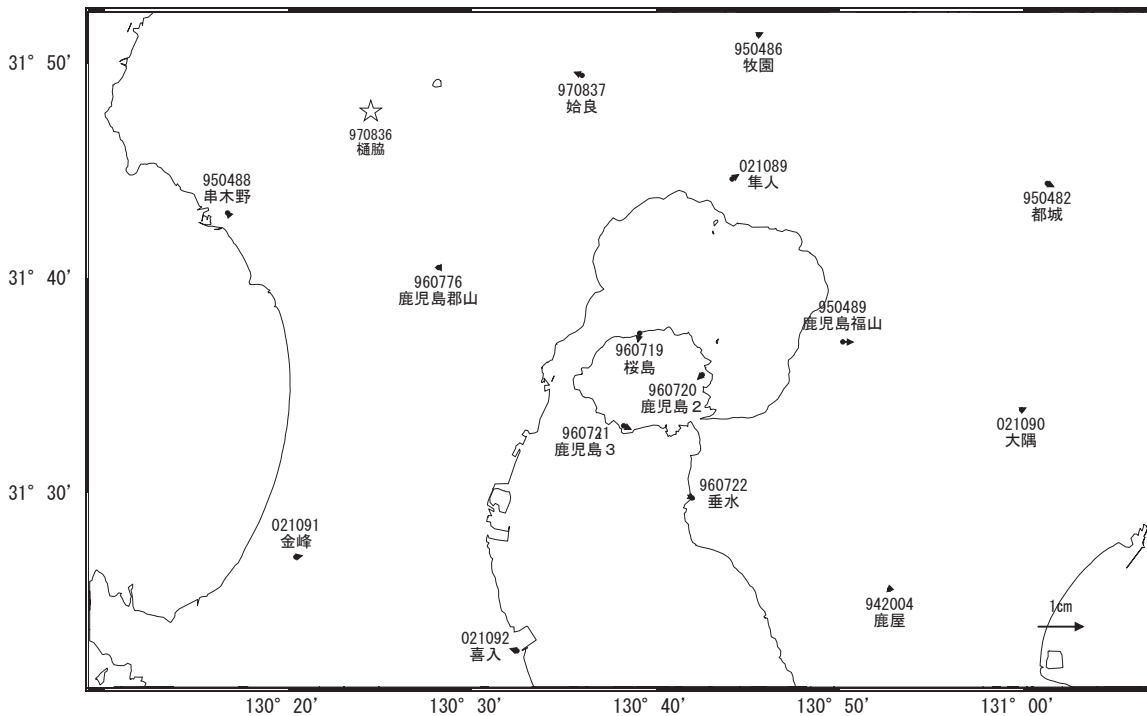 31° 50′
31° 40′
31° 30′
950486
牧園
970837
姶良
970836
樋脇
021089
隼人
950488
串木野
950482
都城
960776
鹿児島郡山
950489
鹿児島福山
960719
桜島
960720
鹿児島２
960721
鹿児島３
021090
大隅
960722
垂水
021091
金峰
942004
鹿屋
1cm
021092
喜入
130° 20′
130° 30′
130° 40′
130° 50′
131° 00′